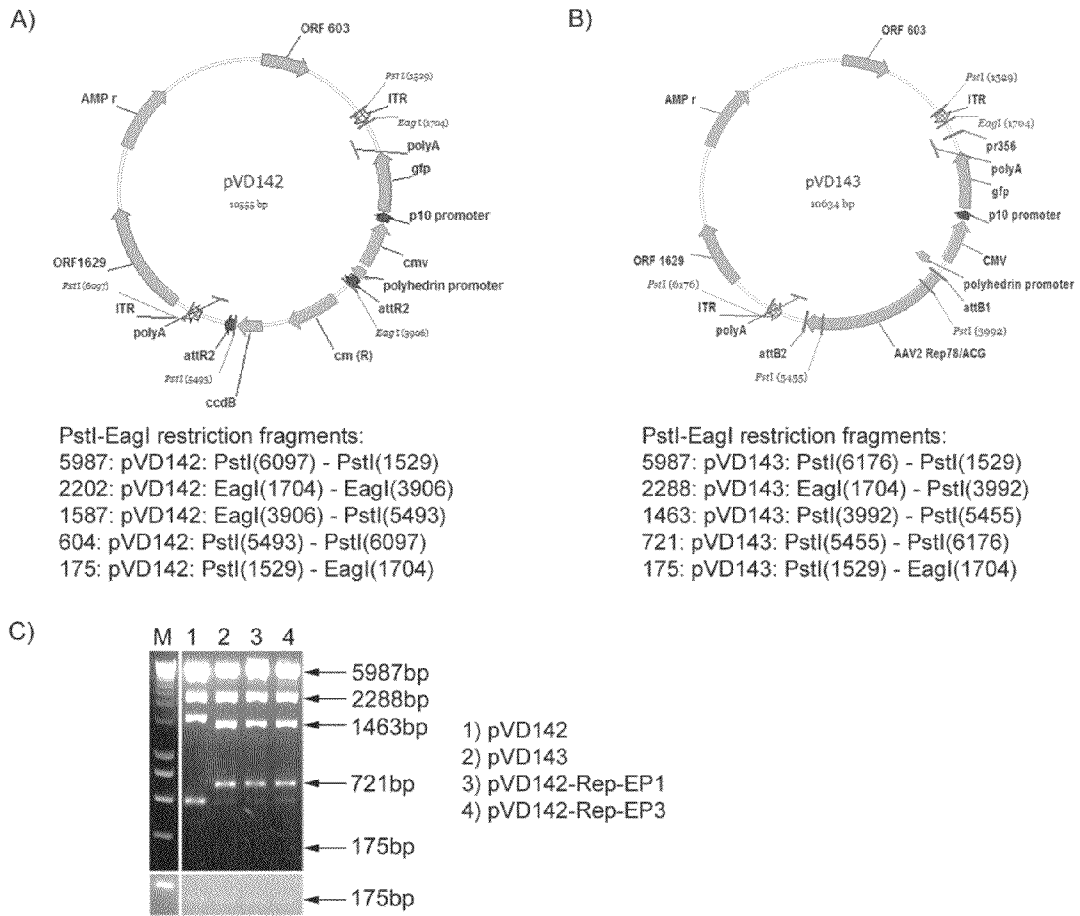 A)
ORF 603
PstI (1529)
ITR
EagI (1704)
polyA
gfp
p10 promoter
cmv
polyhedrin promoter
attR2
EagI (3906)
cm (R)
ccdB
PstI (5493)
attR2
polyA
ITR
PstI (6097)
ORF1629
AMP r
pVD142
10555 bp
PstI-EagI restriction fragments:
5987: pVD142: PstI(6097) - PstI(1529)
2202: pVD142: EagI(1704) - EagI(3906)
1587: pVD142: EagI(3906) - PstI(5493)
604: pVD142: PstI(5493) - PstI(6097)
175: pVD142: PstI(1529) - EagI(1704)
B)
ORF 603
PstI (1529)
ITR
EagI (1704)
pr356
polyA
gfp
p10 promoter
CMV
polyhedrin promoter
attB1
PstI (3992)
AAV2 Rep78/ACG
PstI (5455)
attB2
polyA
ITR
PstI (6176)
ORF 1629
AMP r
pVD143
10634 bp
PstI-EagI restriction fragments:
5987: pVD143: PstI(6176) - PstI(1529)
2288: pVD143: EagI(1704) - PstI(3992)
1463: pVD143: PstI(3992) - PstI(5455)
721: pVD143: PstI(5455) - PstI(6176)
175: pVD143: PstI(1529) - EagI(1704)
C)
M 1 2 3 4
5987bp
2288bp
1463bp
721bp
175bp
175bp
1) pVD142
2) pVD143
3) pVD142-Rep-EP1
4) pVD142-Rep-EP3